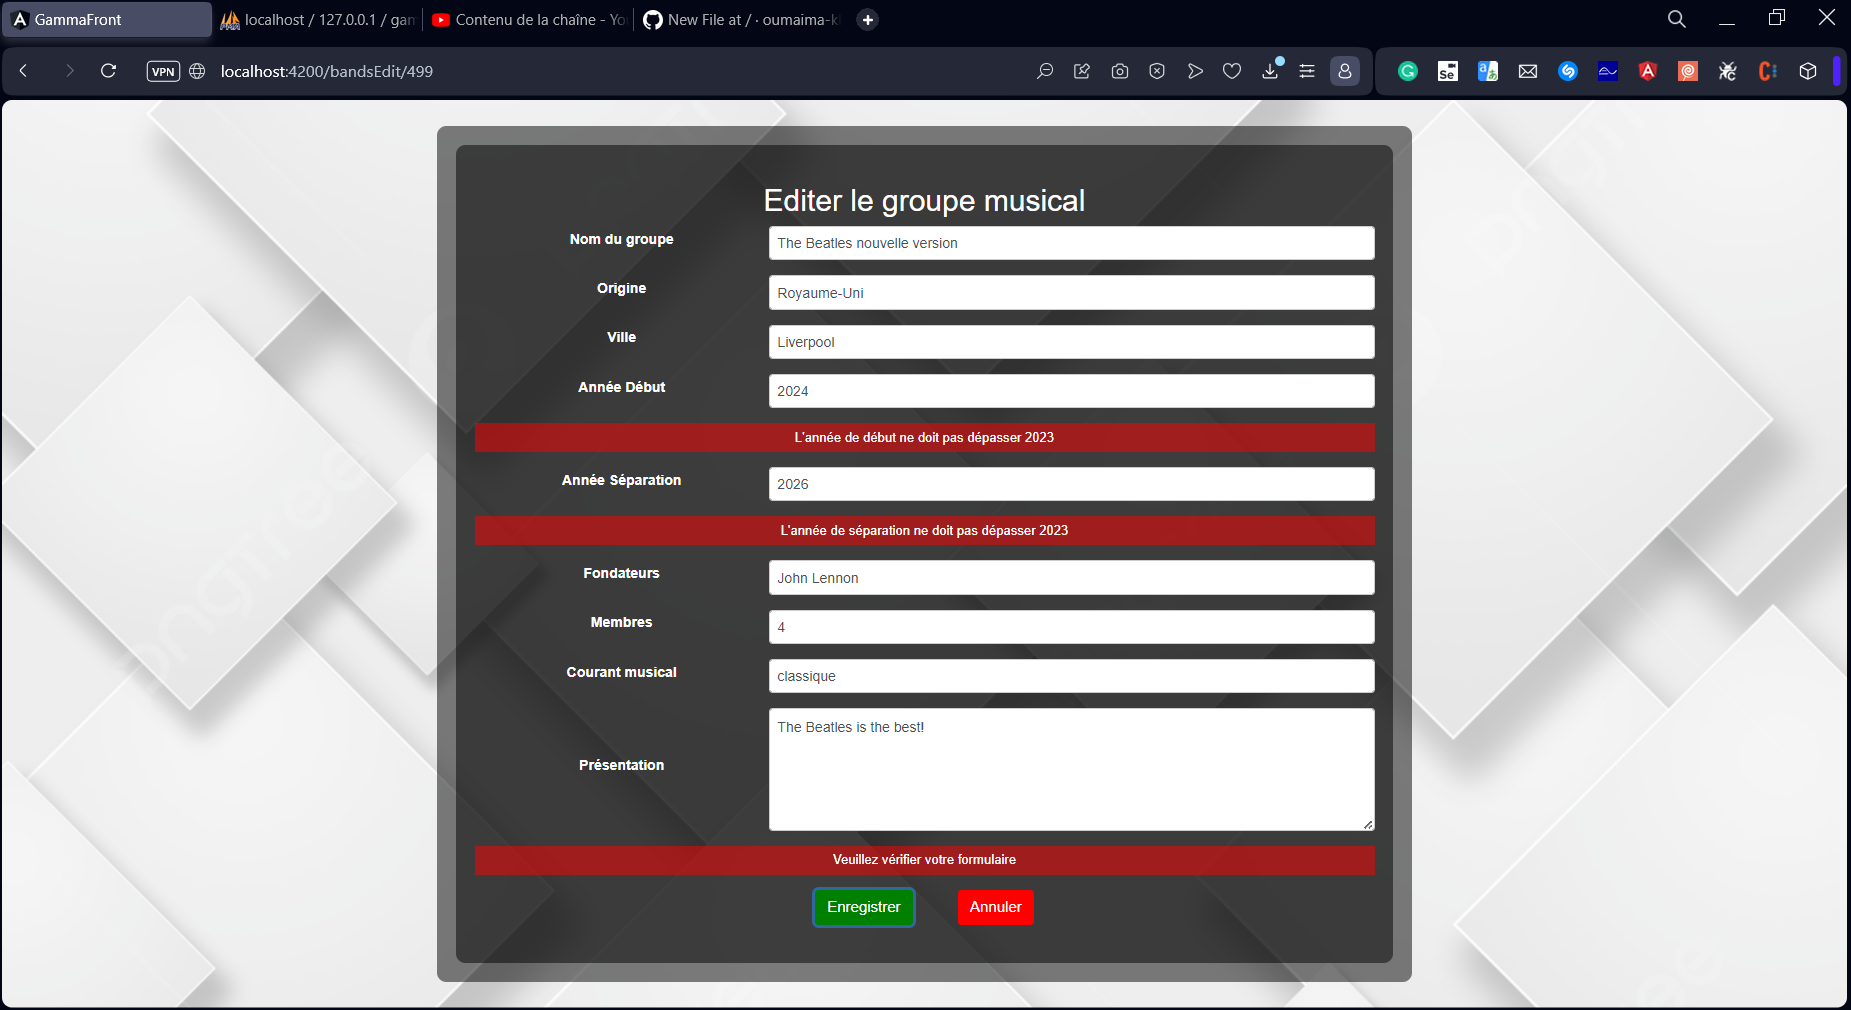 GammaFront
localhost / 127.0.0.1 / gam
Contenu de la chaîne - Yo
New File at / · oumaima-k
VPN
localhost:4200/bandsEdit/499
Editer le groupe musical
Nom du groupe
The Beatles nouvelle version
Origine
Royaume-Uni
Ville
Liverpool
Année Début
2024
L'année de début ne doit pas dépasser 2023
Année Séparation
2026
L'année de séparation ne doit pas dépasser 2023
Fondateurs
John Lennon
Membres
4
Courant musical
classique
Présentation
The Beatles is the best!
Veuillez vérifier votre formulaire
Enregistrer
Annuler